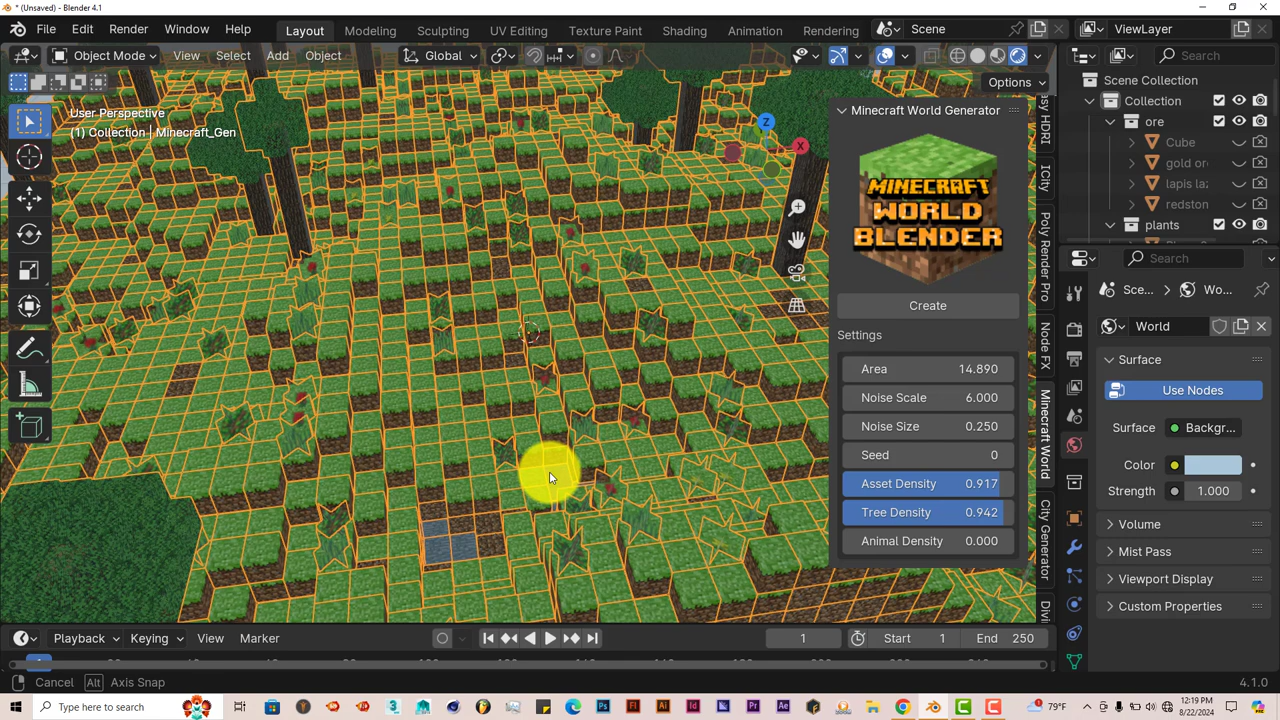 * (Unsaved) - Blender 4.1
File Edit Render Window Help Layout Modeling Sculpting UV Editing Texture Paint Shading Animation Rendering Scene ViewLayer
Object Mode View Select Add Object Global Search
Options
User Perspective
(1) Collection | Minecraft_Gen
Z
X
Minecraft World Generator
MINECRAFT
WORLD
BLENDER
Create
Settings
Area 14.890
Noise Scale 6.000
Noise Size 0.250
Seed 0
Asset Density 0.917
Tree Density 0.942
Animal Density 0.000
asy HDRI
ICity
Poly Render Pro
Node FX
Minecraft World
City Generator
Divi
Scene Collection
Collection
ore
Cube
gold or
lapis laz
redston
plants
Search
Sce... Wo...
World
Surface
Use Nodes
Surface Backgr...
Color
Strength 1.000
Volume
Mist Pass
Viewport Display
Custom Properties
Playback Keying View Marker 1 Start 1 End 250
Cancel Alt Axis Snap 4.1.0
Type here to search 79°F 12:19 PM
8/22/2024